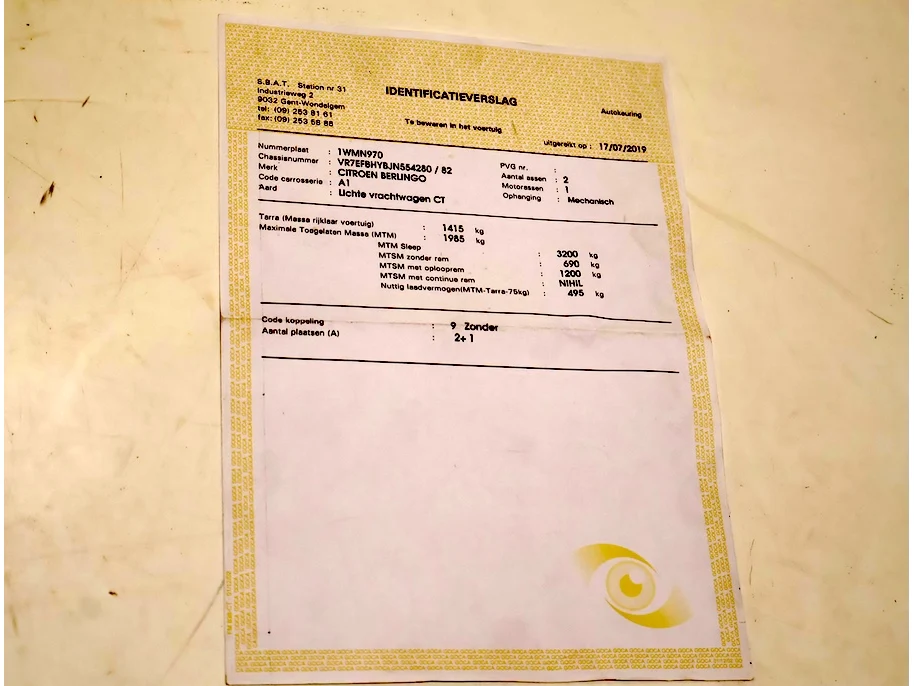 S.B.A.T. Station nr 31
Industrieweg 2
9032 Gent-Wondelgem
tel: (09) 253 81 61
fax: (09) 253 58 88
IDENTIFICATIEVERSLAG
Te bewaren in het voertuig
Autokeuring
uitgereikt op : 17/07/2019
Nummerplaat : 1WMN970
Chassisnummer : VR7EFBHYBJN554280 / 82
Merk : CITROEN BERLINGO
Code carrosserie : A1
Aard : Lichte vrachtwagen CT
PVG nr. :
Aantal assen : 2
Motorassen : 1
Ophanging : Mechanisch
Tarra (Massa rijklaar voertuig) : 1415 kg
Maximale Toegelaten Massa (MTM) : 1985 kg
MTM Sleep : 3200 kg
MTSM zonder rem : 690 kg
MTSM met oplooprem : 1200 kg
MTSM met continue rem : NIHIL
Nuttig laadvermogen(MTM-Tarra-75kg) : 495 kg
Code koppeling : 9 Zonder
Aantal plaatsen (A) : 2+1